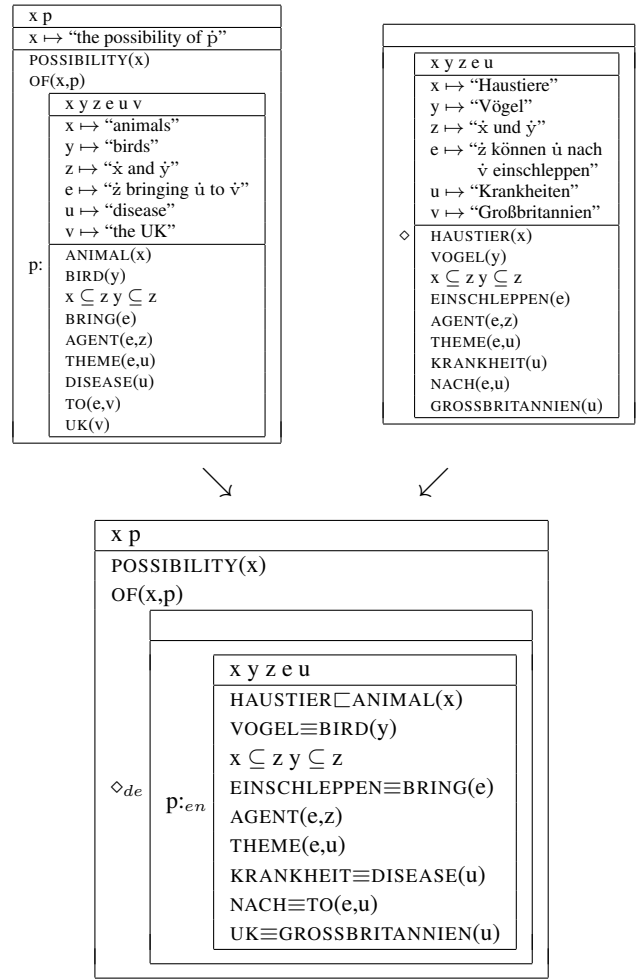 x p
x ↦ “the possibility of ṗ”
POSSIBILITY(x)
OF(x,p)
x y z e u v
x ↦ “animals”
y ↦ “birds”
z ↦ “ẋ and ẏ”
e ↦ “ż bringing u̇ to v̇”
u ↦ “disease”
v ↦ “the UK”
p:
ANIMAL(x)
BIRD(y)
x ⊆ z y ⊆ z
BRING(e)
AGENT(e,z)
THEME(e,u)
DISEASE(u)
TO(e,v)
UK(v)
x y z e u
x ↦ “Haustiere”
y ↦ “Vögel”
z ↦ “ẋ und ẏ”
e ↦ “ż können u̇ nach
v̇ einschleppen”
u ↦ “Krankheiten”
v ↦ “Großbritannien”
⋄ HAUSTIER(x)
VOGEL(y)
x ⊆ z y ⊆ z
EINSCHLEPPEN(e)
AGENT(e,z)
THEME(e,u)
KRANKHEIT(u)
NACH(e,u)
GROSSBRITANNIEN(u)
x p
POSSIBILITY(x)
OF(x,p)
x y z e u
HAUSTIER⊏ANIMAL(x)
VOGEL≡BIRD(y)
x ⊆ z y ⊆ z
⋄de p:en EINSCHLEPPEN≡BRING(e)
AGENT(e,z)
THEME(e,u)
KRANKHEIT≡DISEASE(u)
NACH≡TO(e,u)
UK≡GROSSBRITANNIEN(u)